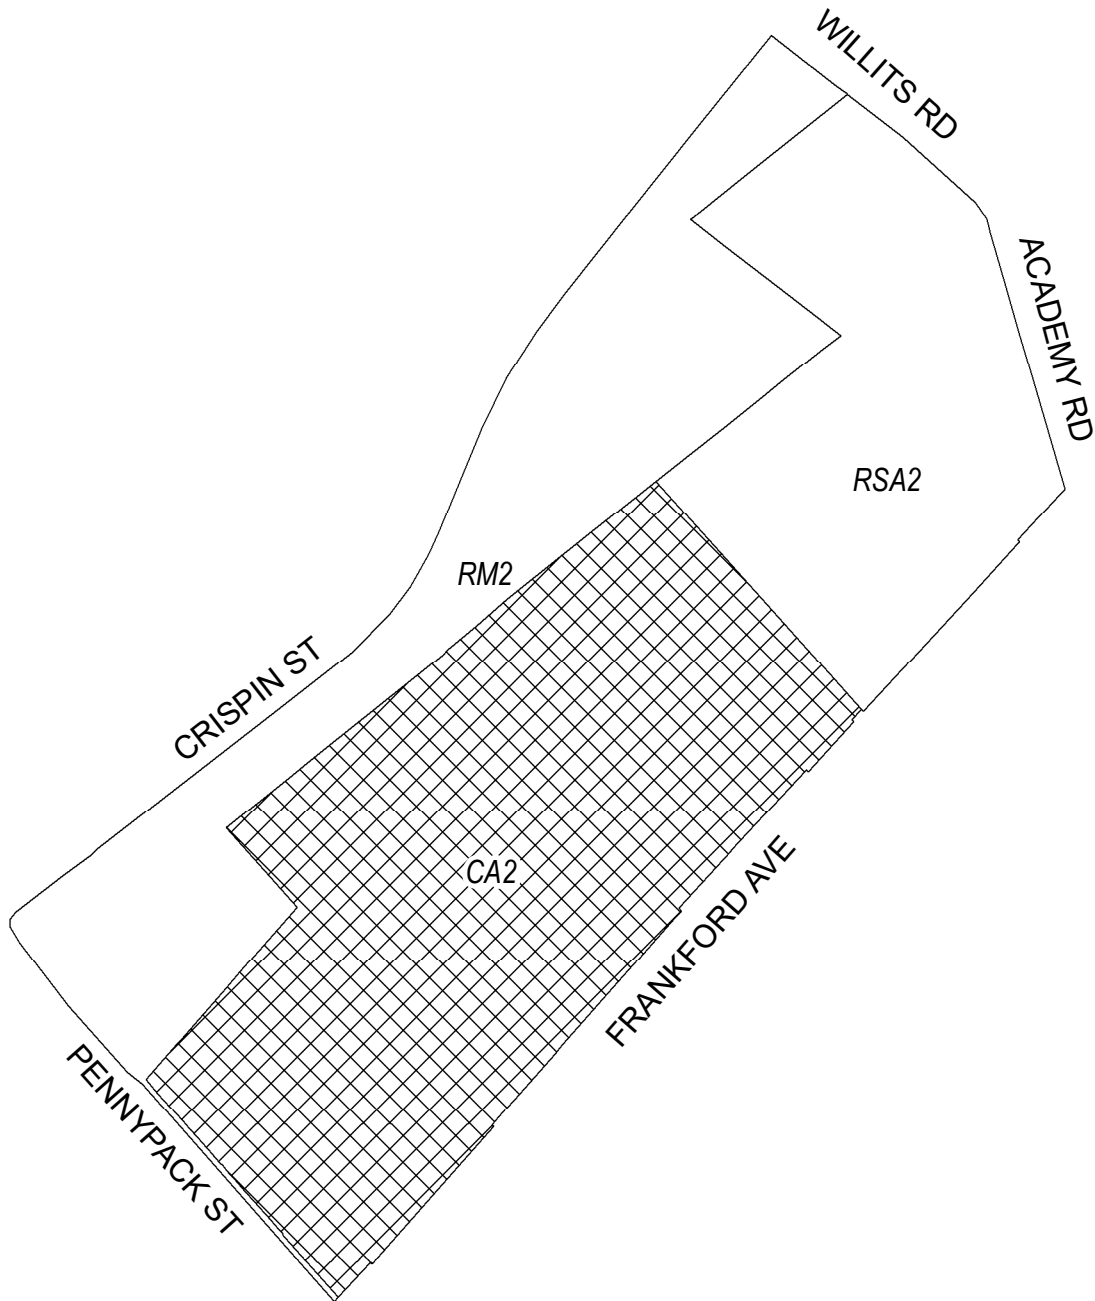 WILLITS RD
ACADEMY RD
RSA2
RM2
CRISPIN ST
CA2
FRANKFORD AVE
PENNYPACK ST